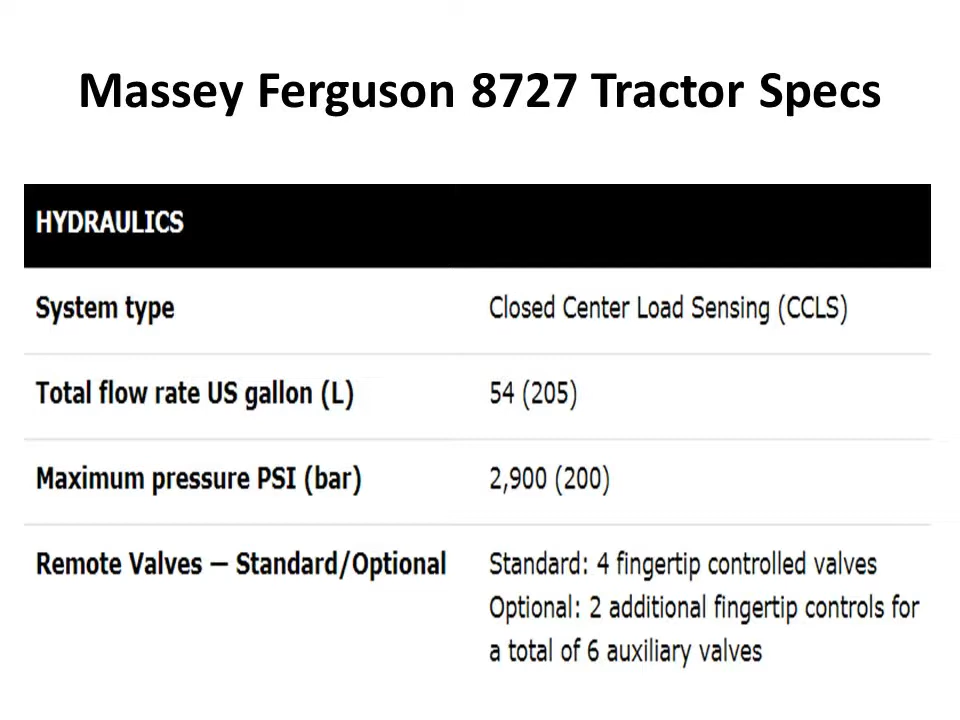 Massey Ferguson 8727 Tractor Specs
HYDRAULICS
System type Closed Center Load Sensing (CCLS)
Total flow rate US gallon (L) 54 (205)
Maximum pressure PSI (bar) 2,900 (200)
Remote Valves — Standard/Optional Standard: 4 fingertip controlled valves
Optional: 2 additional fingertip controls for
a total of 6 auxiliary valves